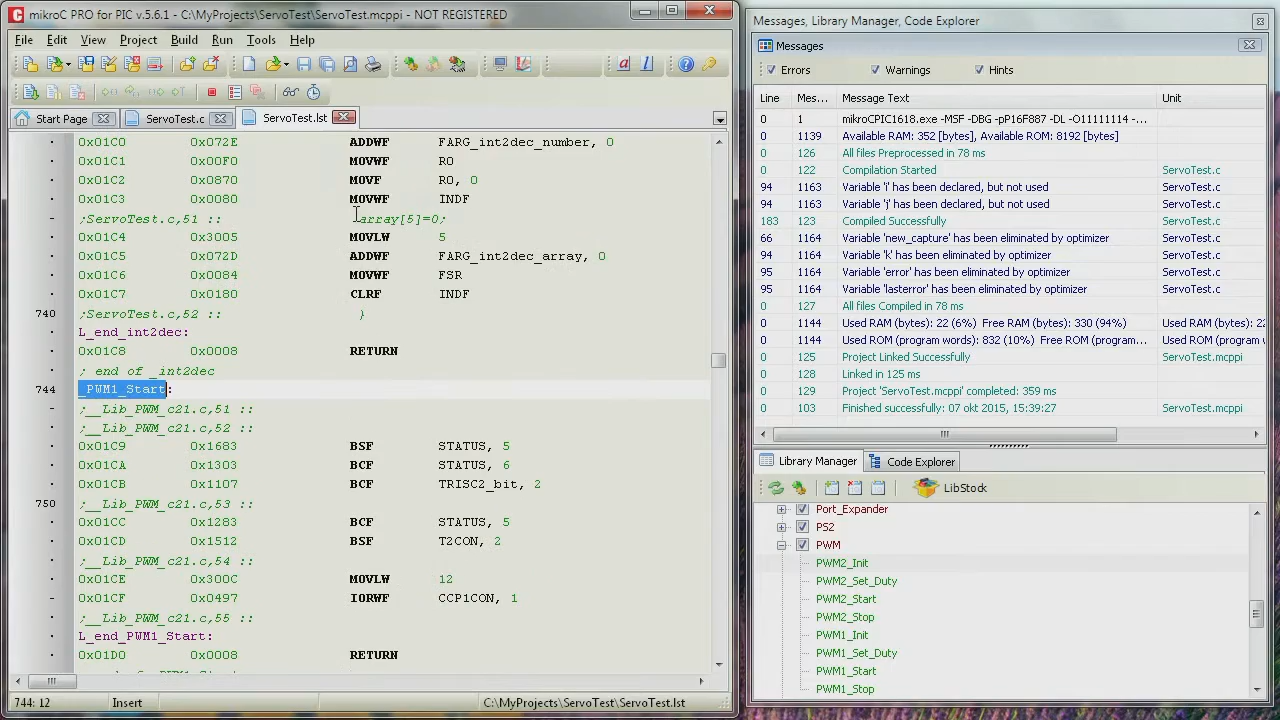 mikroC PRO for PIC v.5.6.1 - C:\MyProjects\ServoTest\ServoTest.mcppi - NOT REGISTERED
File Edit View Project Build Run Tools Help
Start Page ServoTest.c ServoTest.lst
0x01C0 0x072E ADDWF FARG_int2dec_number, 0
0x01C1 0x00F0 MOVWF R0
0x01C2 0x0870 MOVF R0, 0
0x01C3 0x0080 MOVWF INDF
;ServoTest.c,51 :: array[5]=0;
0x01C4 0x3005 MOVLW 5
0x01C5 0x072D ADDWF FARG_int2dec_array, 0
0x01C6 0x0084 MOVWF FSR
0x01C7 0x0180 CLRF INDF
740 ;ServoTest.c,52 :: }
L_end_int2dec:
0x01C8 0x0008 RETURN
; end of _int2dec
744 _PWM1_Start:
;__Lib_PWM_c21.c,51 ::
;__Lib_PWM_c21.c,52 ::
0x01C9 0x1683 BSF STATUS, 5
0x01CA 0x1303 BCF STATUS, 6
0x01CB 0x1107 BCF TRISC2_bit, 2
750 ;__Lib_PWM_c21.c,53 ::
0x01CC 0x1283 BCF STATUS, 5
0x01CD 0x1512 BSF T2CON, 2
;__Lib_PWM_c21.c,54 ::
0x01CE 0x300C MOVLW 12
0x01CF 0x0497 IORWF CCP1CON, 1
;__Lib_PWM_c21.c,55 ::
L_end_PWM1_Start:
0x01D0 0x0008 RETURN
744: 12 Insert C:\MyProjects\ServoTest\ServoTest.lst
Messages, Library Manager, Code Explorer
Messages
Errors Warnings Hints
Line Mes... Message Text Unit
0 1 mikroCPIC1618.exe -MSF -DBG -pP16F887 -DL -O11111114 -...
0 1139 Available RAM: 352 [bytes], Available ROM: 8192 [bytes]
0 126 All files Preprocessed in 78 ms
0 122 Compilation Started ServoTest.c
94 1163 Variable 'i' has been declared, but not used ServoTest.c
94 1163 Variable 'j' has been declared, but not used ServoTest.c
183 123 Compiled Successfully ServoTest.c
66 1164 Variable 'new_capture' has been eliminated by optimizer ServoTest.c
94 1164 Variable 'k' has been eliminated by optimizer ServoTest.c
95 1164 Variable 'error' has been eliminated by optimizer ServoTest.c
95 1164 Variable 'lasterror' has been eliminated by optimizer ServoTest.c
0 127 All files Compiled in 78 ms
0 1144 Used RAM (bytes): 22 (6%) Free RAM (bytes): 330 (94%) Used RAM (bytes): 22
0 1144 Used ROM (program words): 832 (10%) Free ROM (program... Used ROM (program w
0 125 Project Linked Successfully ServoTest.mcppi
0 128 Linked in 125 ms
0 129 Project 'ServoTest.mcppi' completed: 359 ms
0 103 Finished successfully: 07 okt 2015, 15:39:27 ServoTest.mcppi
Library Manager Code Explorer
LibStock
Port_Expander
PS2
PWM
PWM2_Init
PWM2_Set_Duty
PWM2_Start
PWM2_Stop
PWM1_Init
PWM1_Set_Duty
PWM1_Start
PWM1_Stop